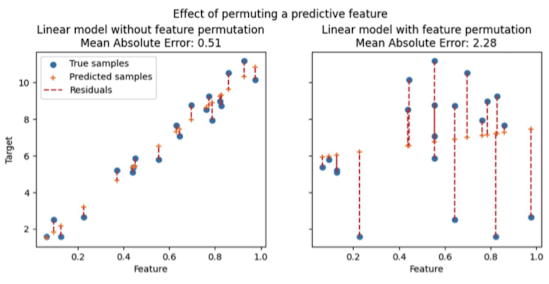 Effect of permuting a predictive feature
Linear model without feature permutation
Mean Absolute Error: 0.51
Linear model with feature permutation
Mean Absolute Error: 2.28
True samples
Predicted samples
Residuals
Target
10
8
6
4
2
0.2 0.4 0.6 0.8 1.0
Feature
0.2 0.4 0.6 0.8 1.0
Feature